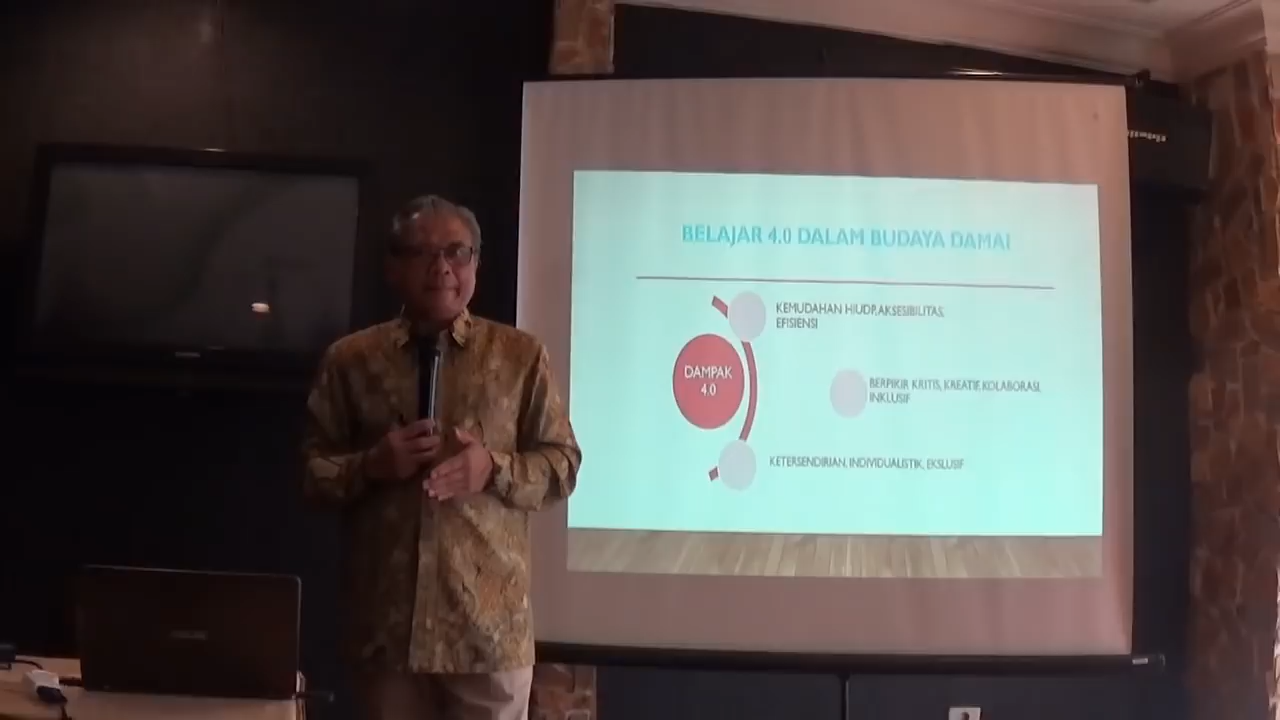 BELAJAR 4.0 DALAM BUDAYA DAMAI
KEMUDAHAN HIUDP,AKSESIBILITAS,
EFISIENSI
DAMPAK
4.0
BERPIKIR KRITIS, KREATIF,KOLABORASI,
INKLUSIF
KETERSENDIRIAN, INDIVIDUALISTIK, EKSLUSIF